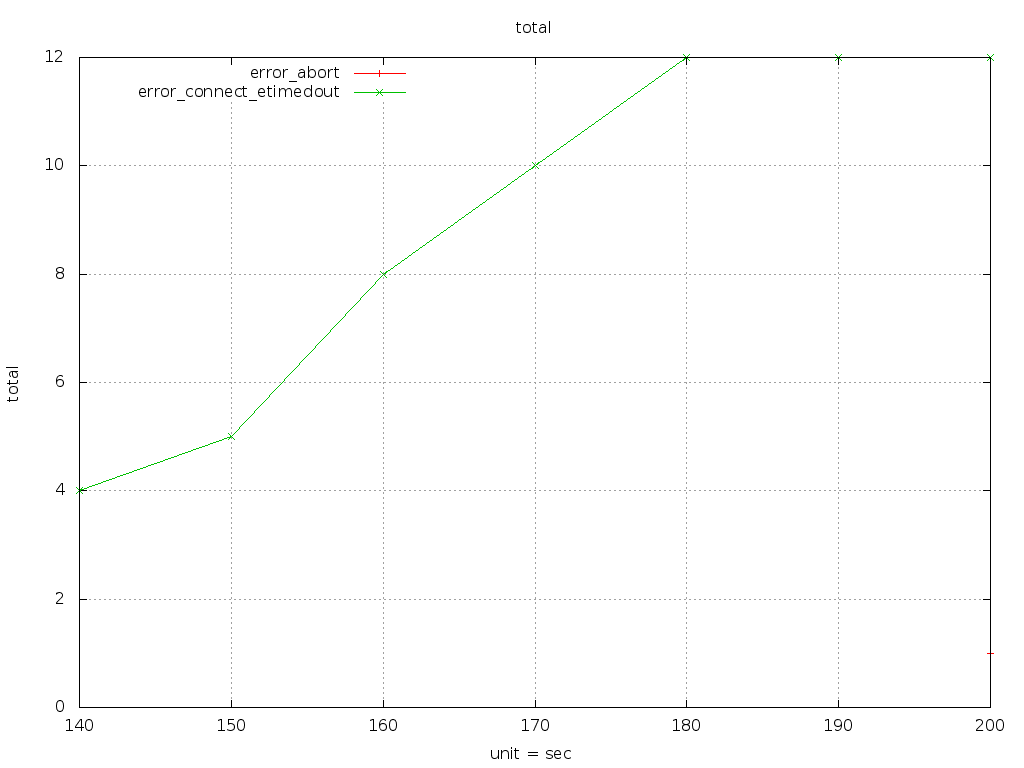 total
error_abort
error_connect_etimedout
12
10
8
6
4
2
0
total
140 150 160 170 180 190 200
unit = sec